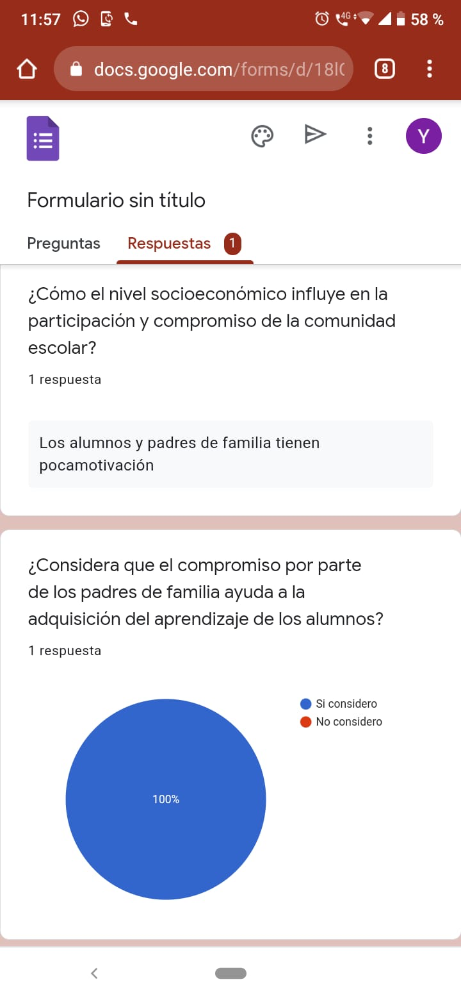 11:57 4G 58 %
docs.google.com/forms/d/18l( 8
Y
Formulario sin título
Preguntas Respuestas 1
¿Cómo el nivel socioeconómico influye en la
participación y compromiso de la comunidad
escolar?
1 respuesta
Los alumnos y padres de familia tienen
pocamotivación
¿Considera que el compromiso por parte
de los padres de familia ayuda a la
adquisición del aprendizaje de los alumnos?
1 respuesta
Si considero
No considero
100%